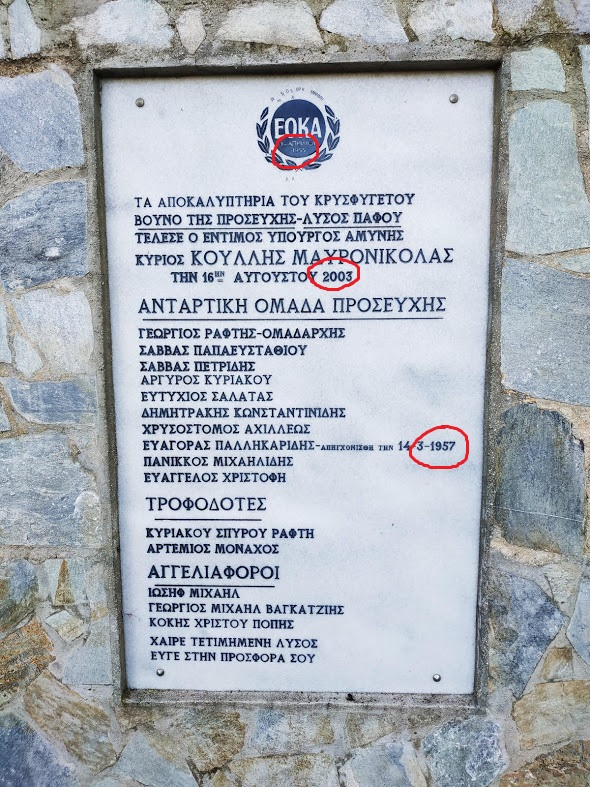 ΕΟΚΑ
1955
ΤΑ ΑΠΟΚΑΛΥΠΤΗΡΙΑ ΤΟΥ ΚΡΥΣΦΥΓΕΤΟΥ
ΒΟΥΝΟ ΤΗΣ ΠΡΟΣΕΥΧΗΣ-ΛΥΣΟΣ ΠΑΦΟΥ
ΤΕΛΕΣΕ Ο ΕΝΤΙΜΟΣ ΥΠΟΥΡΓΟΣ ΑΜΥΝΗΣ
ΚΥΡΙΟΣ ΚΟΥΛΛΗΣ ΜΑΥΡΟΝΙΚΟΛΑΣ
ΤΗΝ 16ΗΝ ΑΥΓΟΥΣΤΟΥ 2003
ΑΝΤΑΡΤΙΚΗ ΟΜΑΔΑ ΠΡΟΣΕΥΧΗΣ
ΓΕΩΡΓΙΟΣ ΡΑΦΤΗΣ-ΟΜΑΔΑΡΧΗΣ
ΣΑΒΒΑΣ ΠΑΠΑΕΥΣΤΑΘΙΟΥ
ΣΑΒΒΑΣ ΠΕΤΡΙΔΗΣ
ΑΡΓΥΡΟΣ ΚΥΡΙΑΚΟΥ
ΕΥΤΥΧΙΟΣ ΣΑΛΑΤΑΣ
ΔΗΜΗΤΡΑΚΗΣ ΚΩΝΣΤΑΝΤΙΝΙΔΗΣ
ΧΡΥΣΟΣΤΟΜΟΣ ΑΧΙΛΛΕΩΣ
ΕΥΑΓΟΡΑΣ ΠΑΛΛΗΚΑΡΙΔΗΣ-ΑΠΗΓΧΟΝΙΣΘΗ ΤΗΝ 14-3-1957
ΠΑΝΙΚΚΟΣ ΜΙΧΑΗΛΙΔΗΣ
ΕΥΑΓΓΕΛΟΣ ΧΡΙΣΤΟΦΗ
ΤΡΟΦΟΔΟΤΕΣ
ΚΥΡΙΑΚΟΥ ΣΠΥΡΟΥ ΡΑΦΤΗ
ΑΡΤΕΜΙΟΣ ΜΟΝΑΧΟΣ
ΑΓΓΕΛΙΑΦΟΡΟΙ
ΙΩΣΗΦ ΜΙΧΑΗΛ
ΓΕΩΡΓΙΟΣ ΜΙΧΑΗΛ ΒΑΓΚΑΤΖΙΗΣ
ΚΟΚΗΣ ΧΡΙΣΤΟΥ ΠΟΠΗΣ
ΧΑΙΡΕ ΤΕΤΙΜΗΜΕΝΗ ΛΥΣΟΣ
ΕΥΓΕ ΣΤΗΝ ΠΡΟΣΦΟΡΑ ΣΟΥ